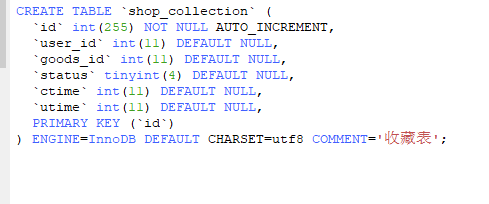 CREATE TABLE `shop_collection` (
  `id` int(255) NOT NULL AUTO_INCREMENT,
  `user_id` int(11) DEFAULT NULL,
  `goods_id` int(11) DEFAULT NULL,
  `status` tinyint(4) DEFAULT NULL,
  `ctime` int(11) DEFAULT NULL,
  `utime` int(11) DEFAULT NULL,
  PRIMARY KEY (`id`)
) ENGINE=InnoDB DEFAULT CHARSET=utf8 COMMENT='收藏表';